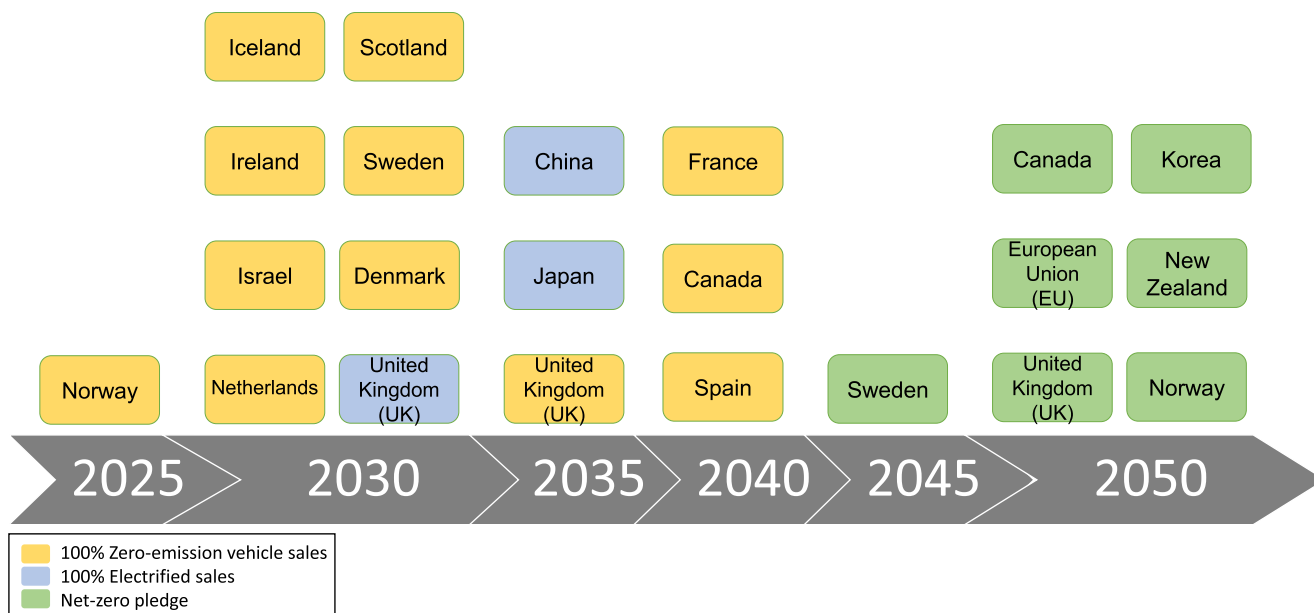 Iceland
Scotland
Ireland
Sweden
China
France
Canada
Korea
Israel
Denmark
Japan
Canada
European
Union
(EU)
New
Zealand
Norway
Netherlands
United
Kingdom
(UK)
United
Kingdom
(UK)
Spain
Sweden
United
Kingdom
(UK)
Norway
2025
2030
2035
2040
2045
2050
100% Zero-emission vehicle sales
100% Electrified sales
Net-zero pledge